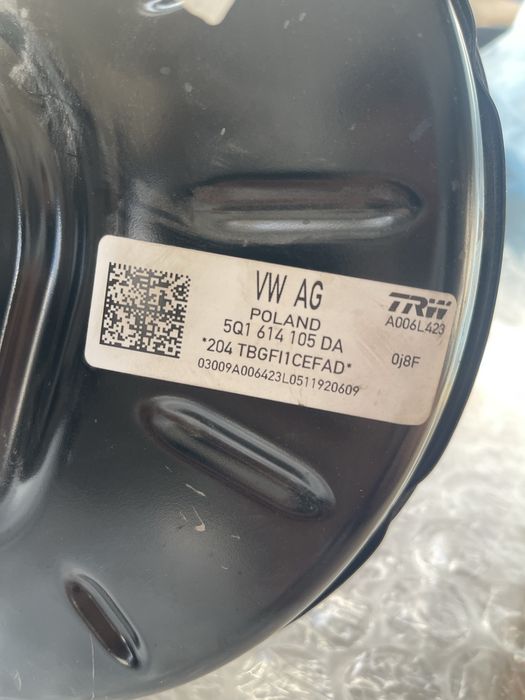 VW AG
POLAND
5Q1 614 105 DA
*204 TBGFI1CEFAD*
03009A006423L0511920609
TRW
A006L423
0j8F